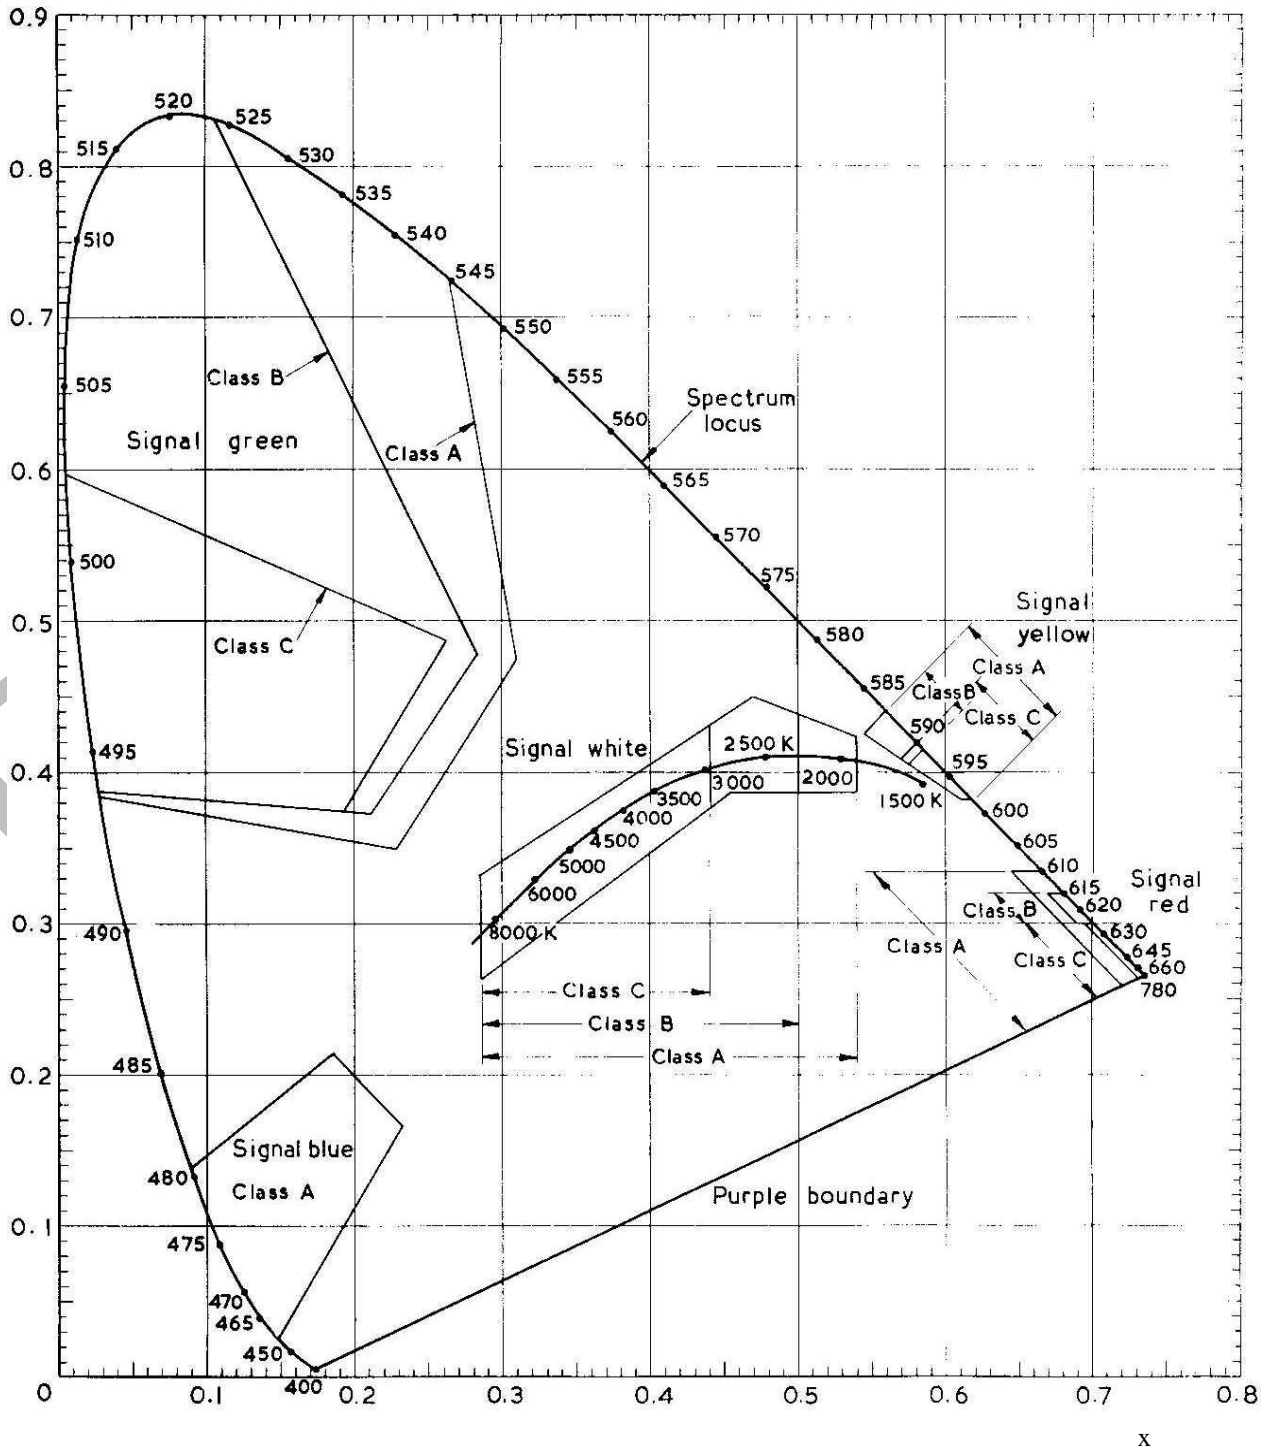 0.9
520
525
515
530
0.8
535
510
540
545
0.7
550
Class B
555
505
Spectrum
locus
560
Signal green
Class A
0.6
565
500
570
575
Signal
yellow
0.5
Class C
580
Class A
585
Class B
Class C
495
Signal white
2500 K
590
595
0.4
3000
2000
1500 K
3500
4000
4500
600
605
5000
610
6000
615
Signal
red
620
Class B
0.3
490
8000 K
630
Class A
Class C
645
660
780
Class C
Class B
Class A
485
0.2
Signal blue
480
Class A
Purple boundary
0.1
475
470
465
450
400
0
0.1
0.2
0.3
0.4
0.5
0.6
0.7
0.8
x